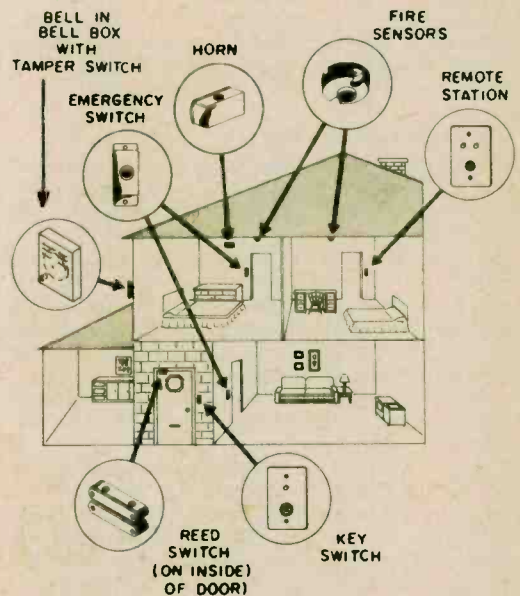 BELL IN
BELL BOX
WITH
TAMPER SWITCH
HORN
FIRE
SENSORS
EMERGENCY
SWITCH
REMOTE
STATION
REED
SWITCH
(ON INSIDE)
OF DOOR)
KEY
SWITCH